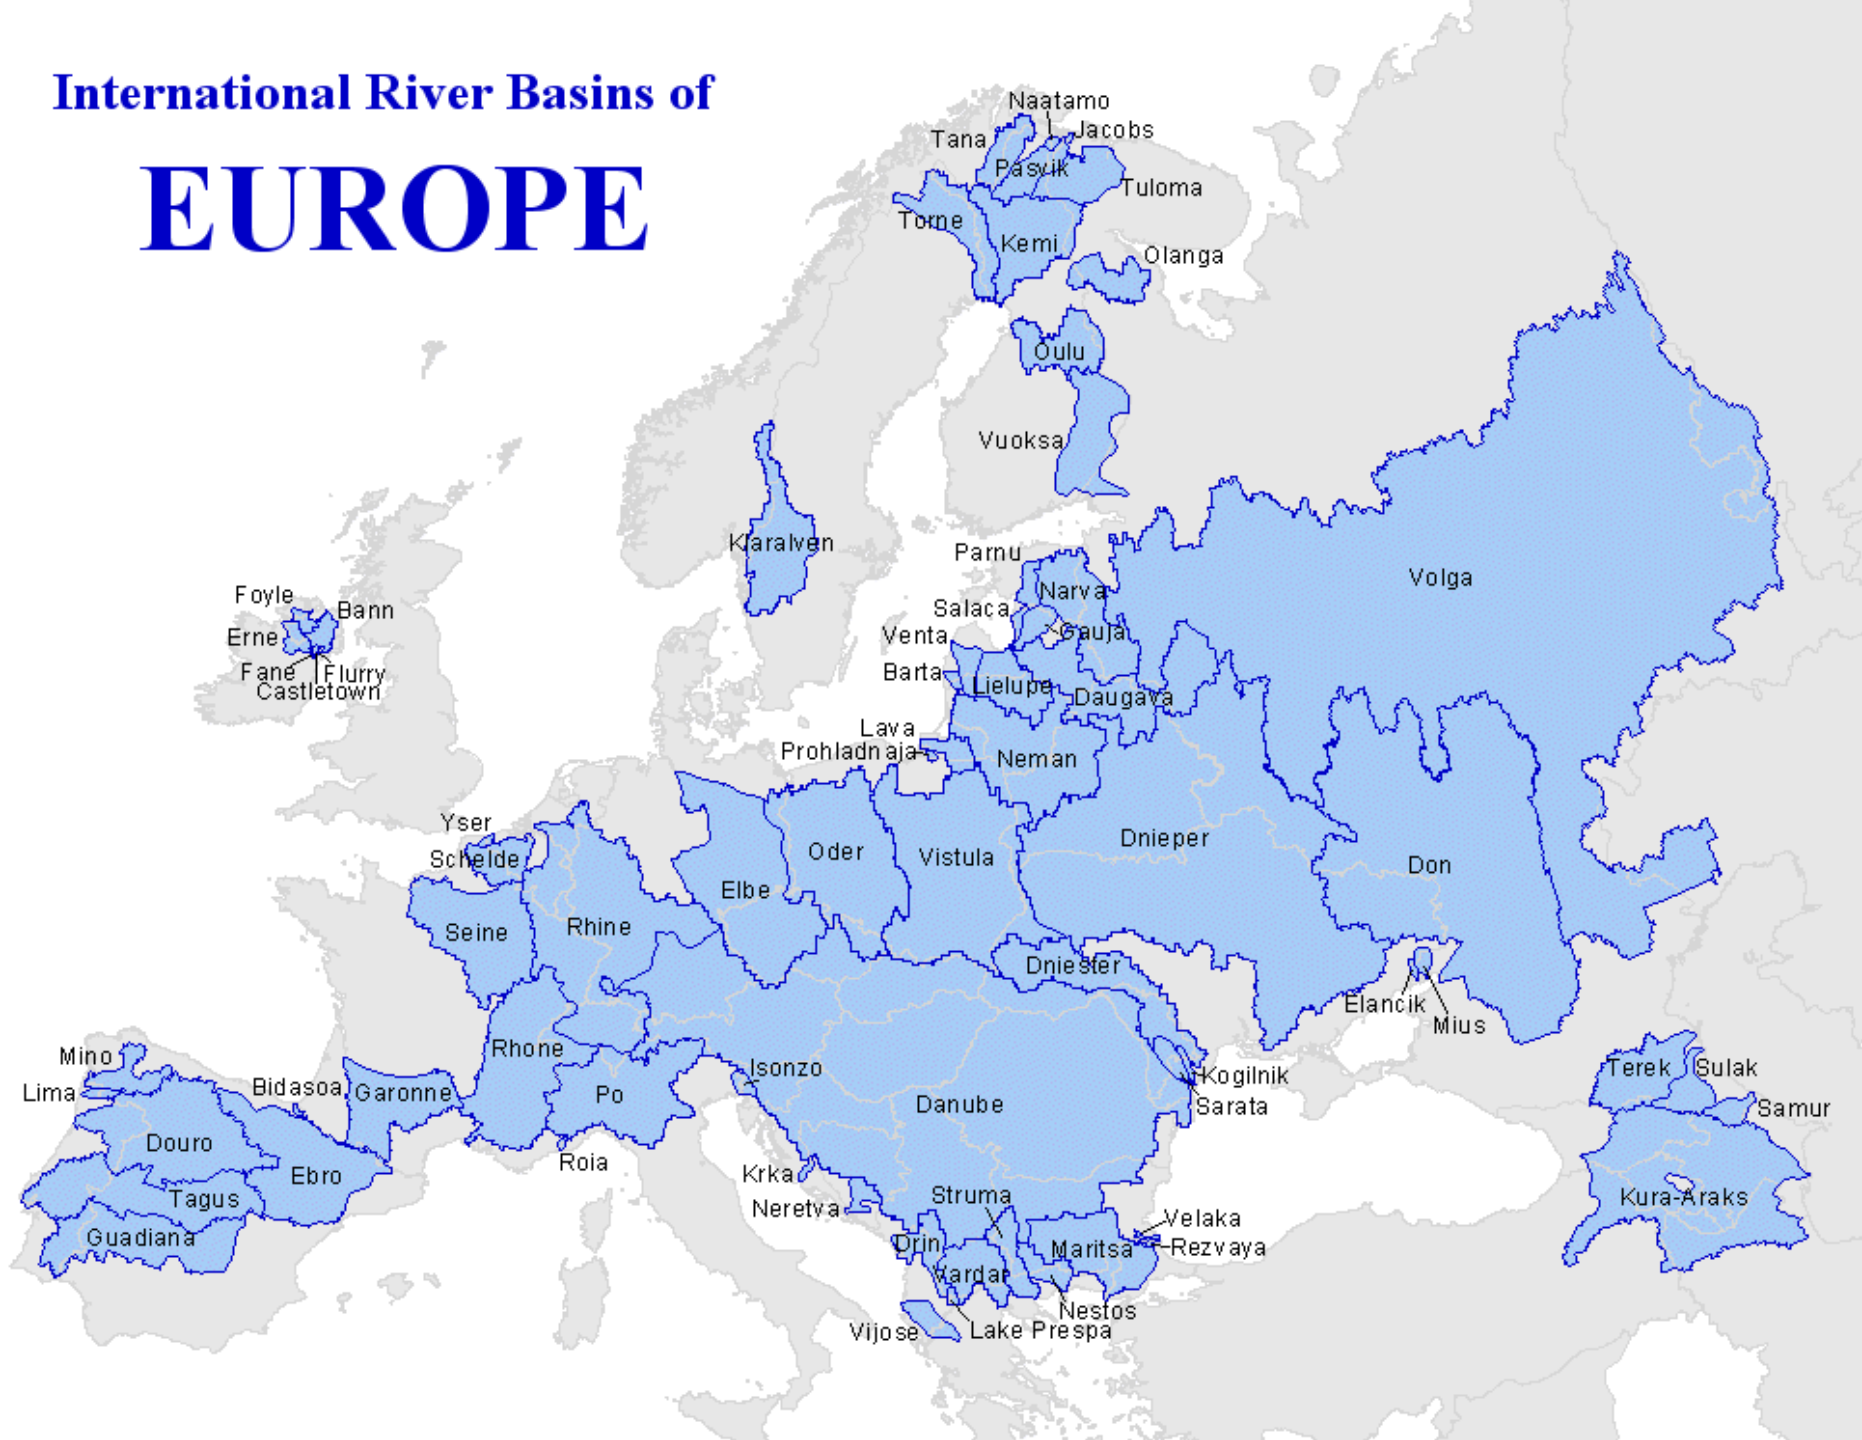 International River Basins of
EUROPE
Naatamo
Jacobs
Tana
Pasvik
Tuloma
Torne
Kemi
Olanga
Oulu
Vuoksa
Klaralven
Parnu
Narva
Volga
Foyle
Bann
Salaca
Gauja
Erne
Venta
Fane
Flurry
Castletown
Barta
Lielupe
Daugava
Lava
Prohladnaja
Neman
Yser
Schelde
Oder
Vistula
Dnieper
Don
Elbe
Seine
Rhine
Dniester
Elancik
Mius
Rhone
Mino
Isonzo
Kogilnik
Terek
Sulak
Lima
Bidasoa
Garonne
Po
Danube
Sarata
Samur
Douro
Roia
Krka
Ebro
Tagus
Neretva
Struma
Kura-Araks
Velaka
Guadiana
Drin
Maritsa
Rezvaya
Vardar
Nestos
Vijose
Lake Prespa